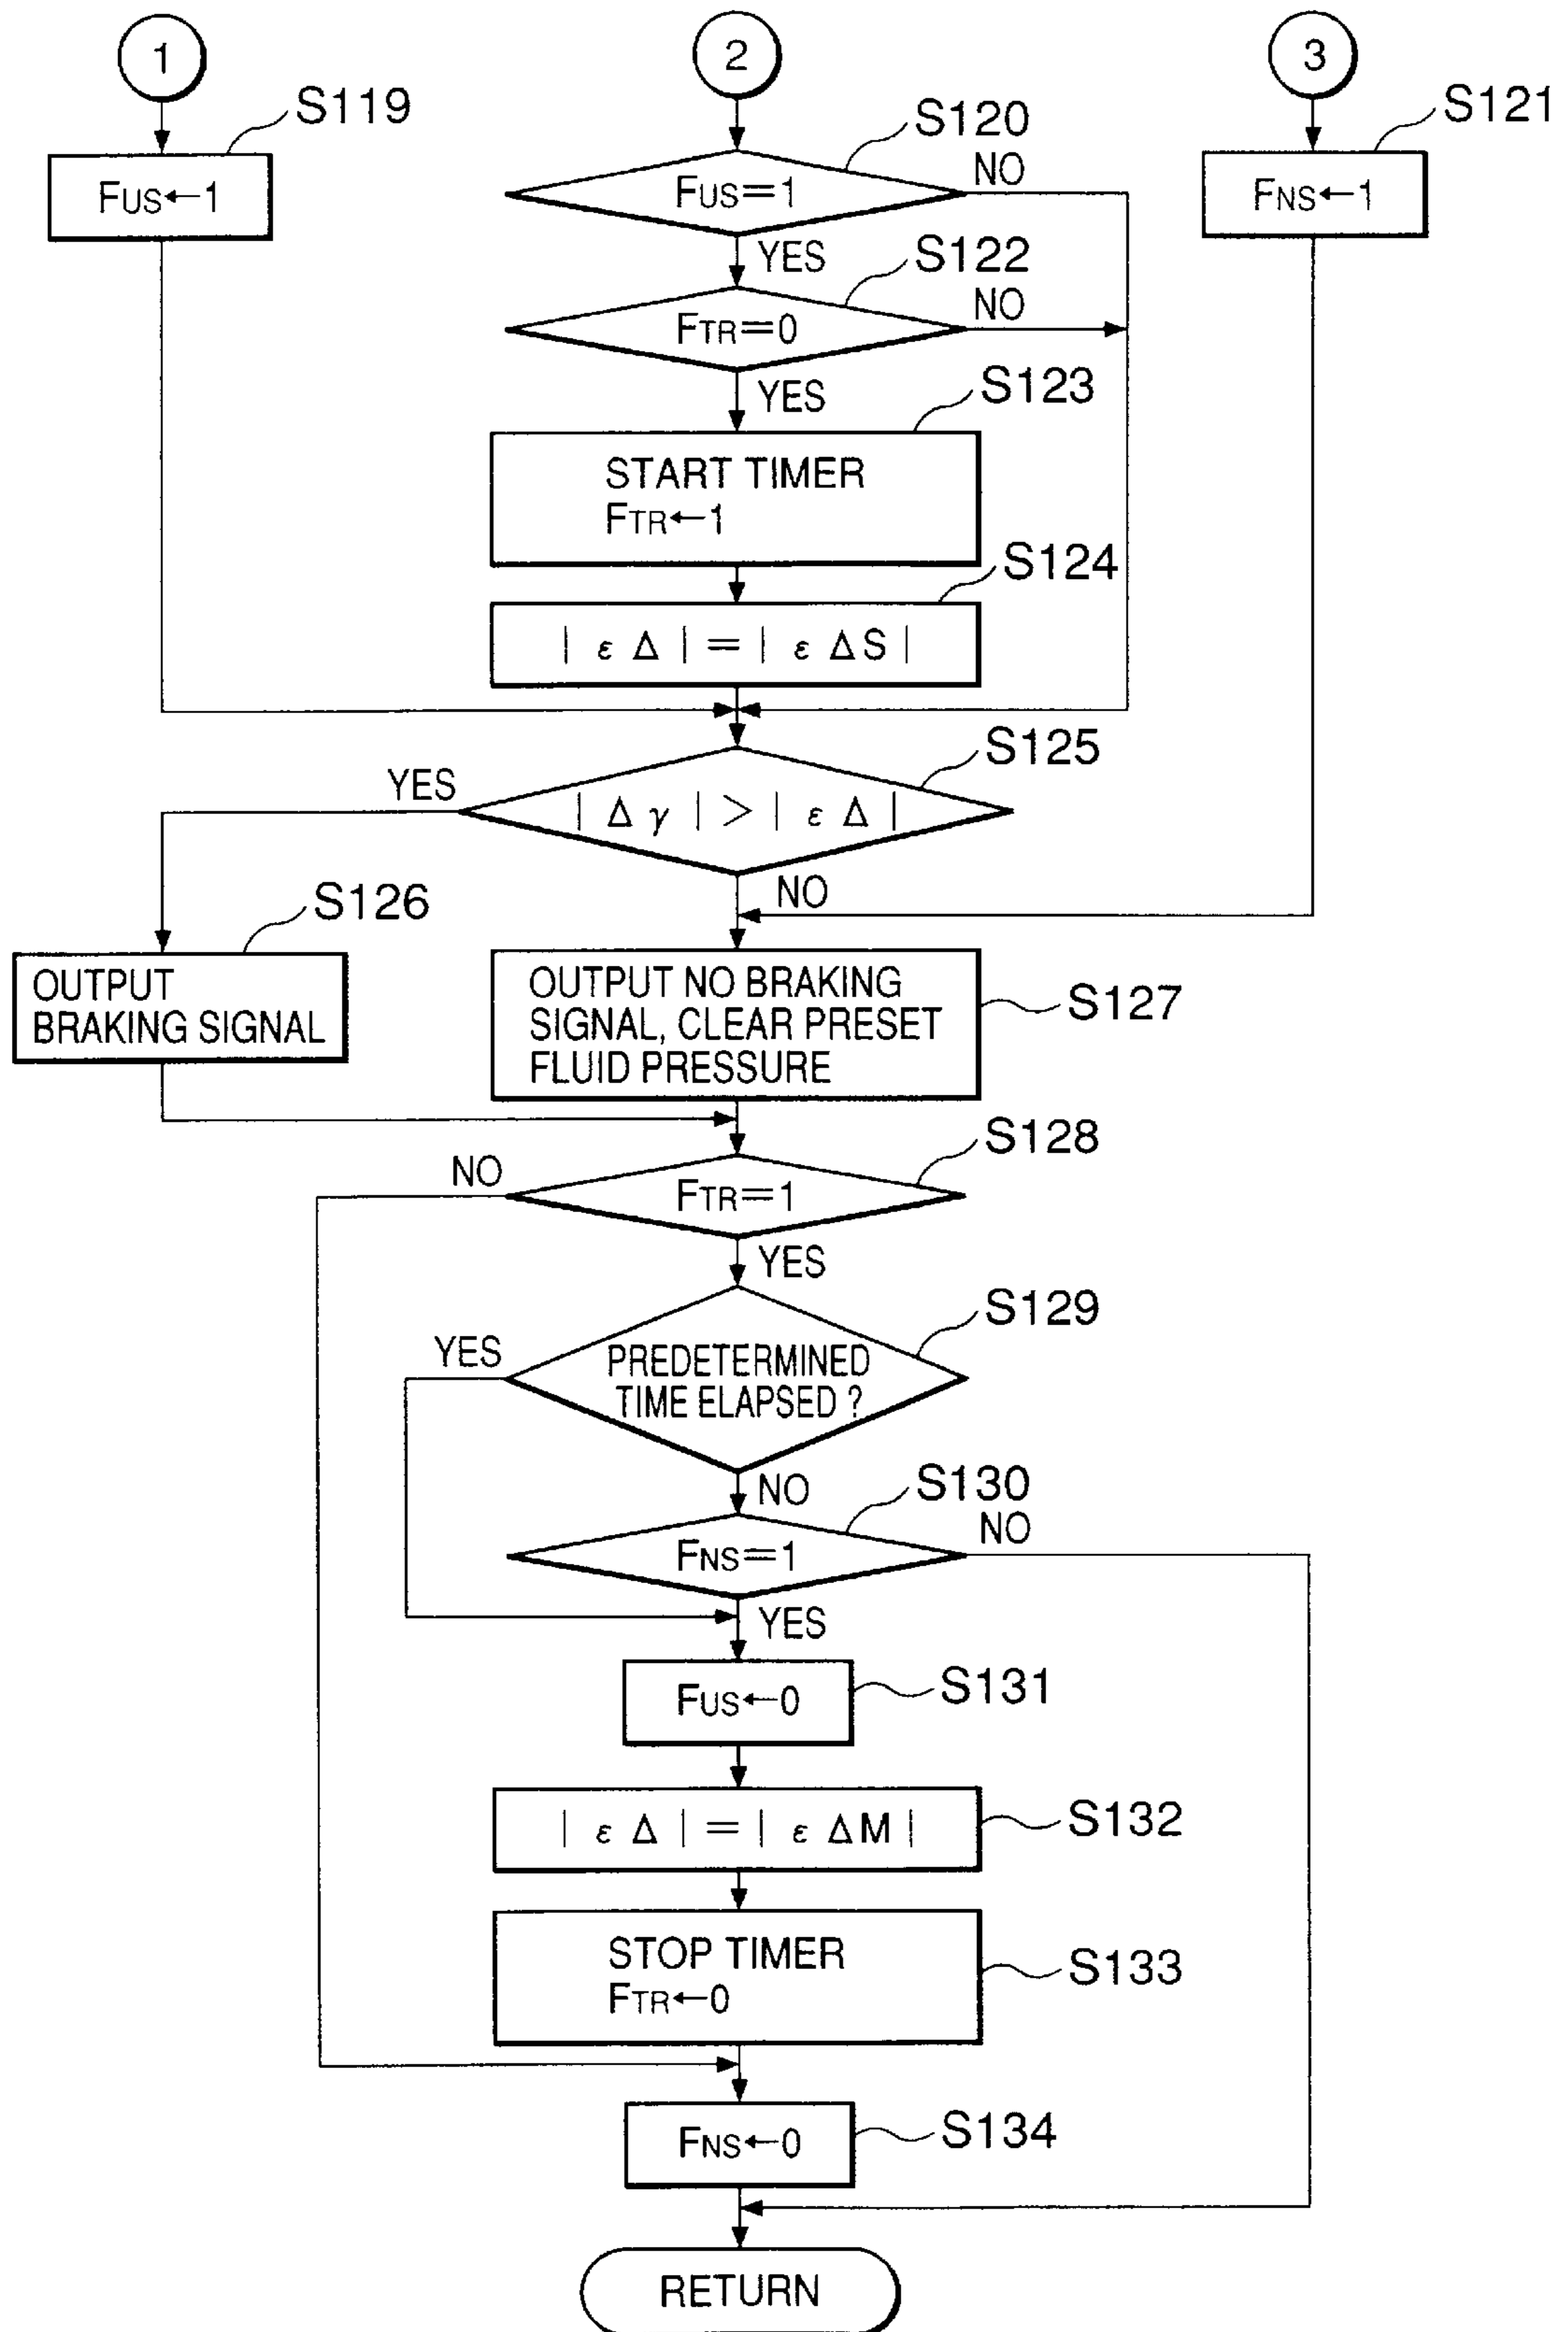 1
2
3
S119
FUS←1
S120
FUS=1
NO
S121
FNS←1
YES
S122
FTR=0
NO
YES
S123
START TIMER
FTR←1
S124
| ε Δ | = | ε ΔS |
S125
YES
| Δ γ | > | ε Δ |
NO
S126
OUTPUT
BRAKING SIGNAL
OUTPUT NO BRAKING
SIGNAL, CLEAR PRESET
FLUID PRESSURE
S127
S128
NO
FTR=1
YES
S129
YES
PREDETERMINED
TIME ELAPSED ?
NO
S130
NO
FNS=1
YES
FUS←0
S131
| ε Δ | = | ε ΔM |
S132
STOP TIMER
FTR←0
S133
FNS←0
S134
RETURN